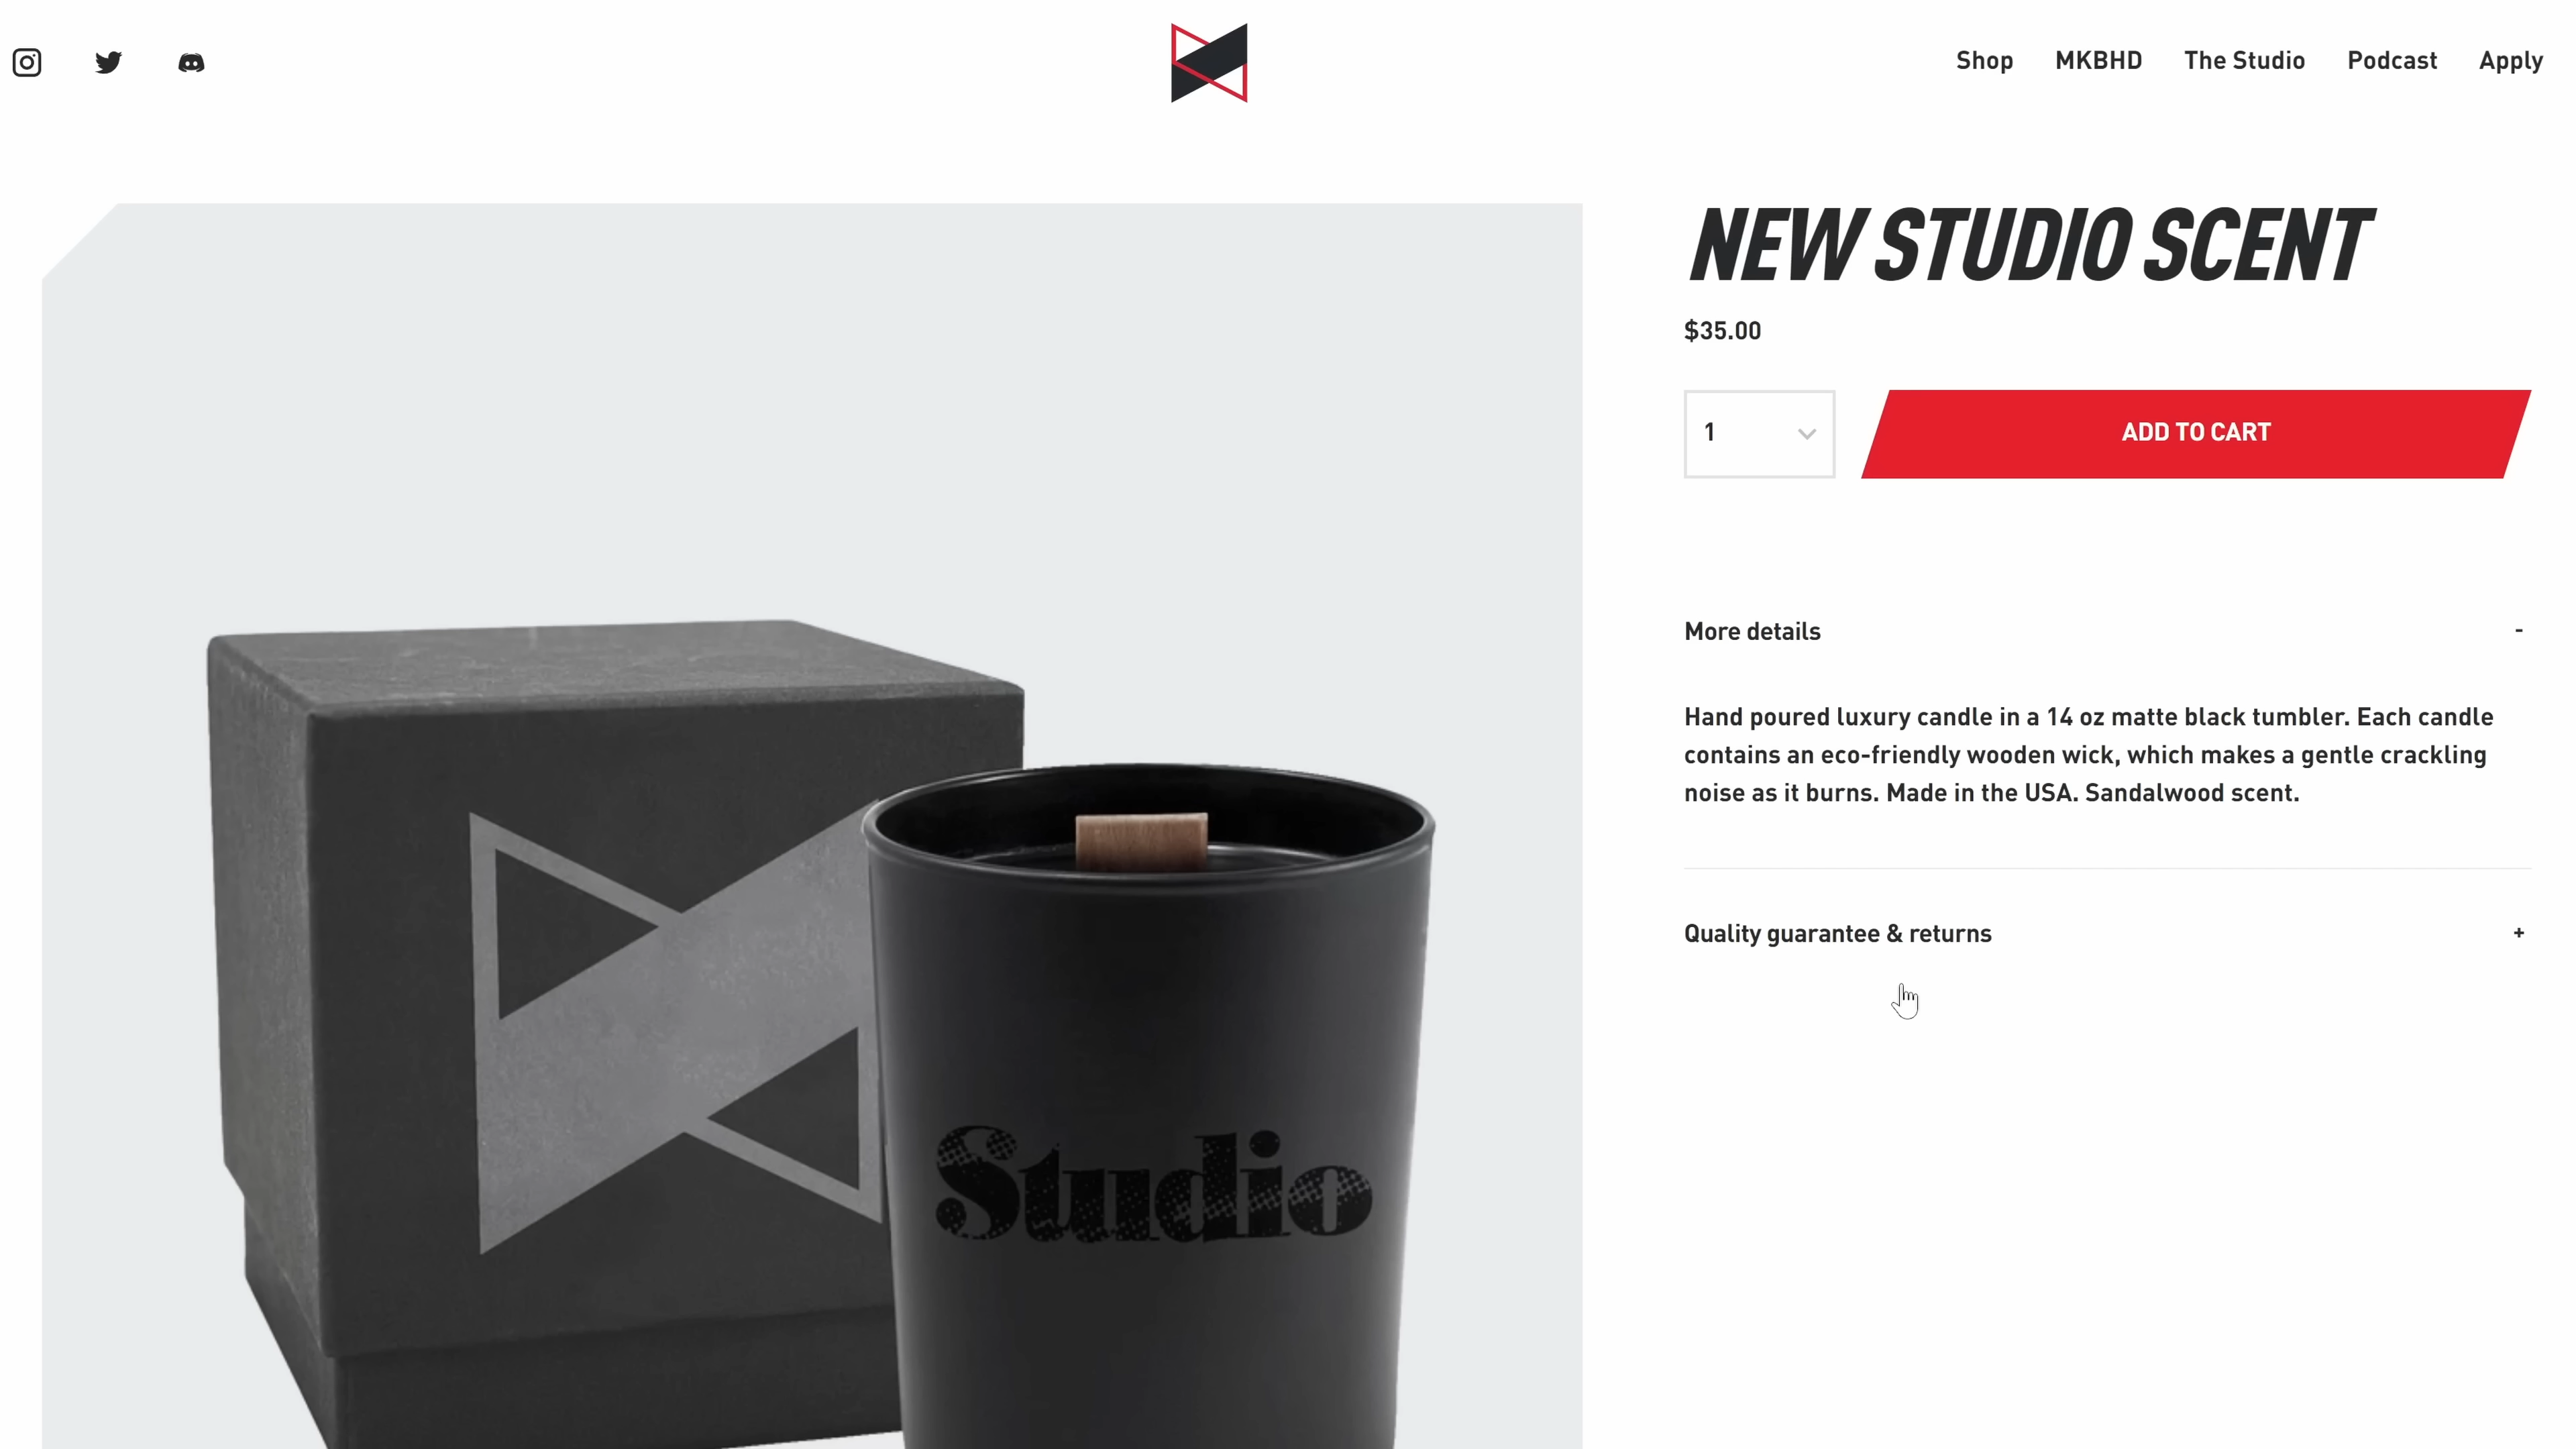 Shop MKBHD The Studio Podcast Apply
NEW STUDIO SCENT
$35.00
1
ADD TO CART
More details -
Hand poured luxury candle in a 14 oz matte black tumbler. Each candle
contains an eco-friendly wooden wick, which makes a gentle crackling
noise as it burns. Made in the USA. Sandalwood scent.
Quality guarantee & returns +
Studio